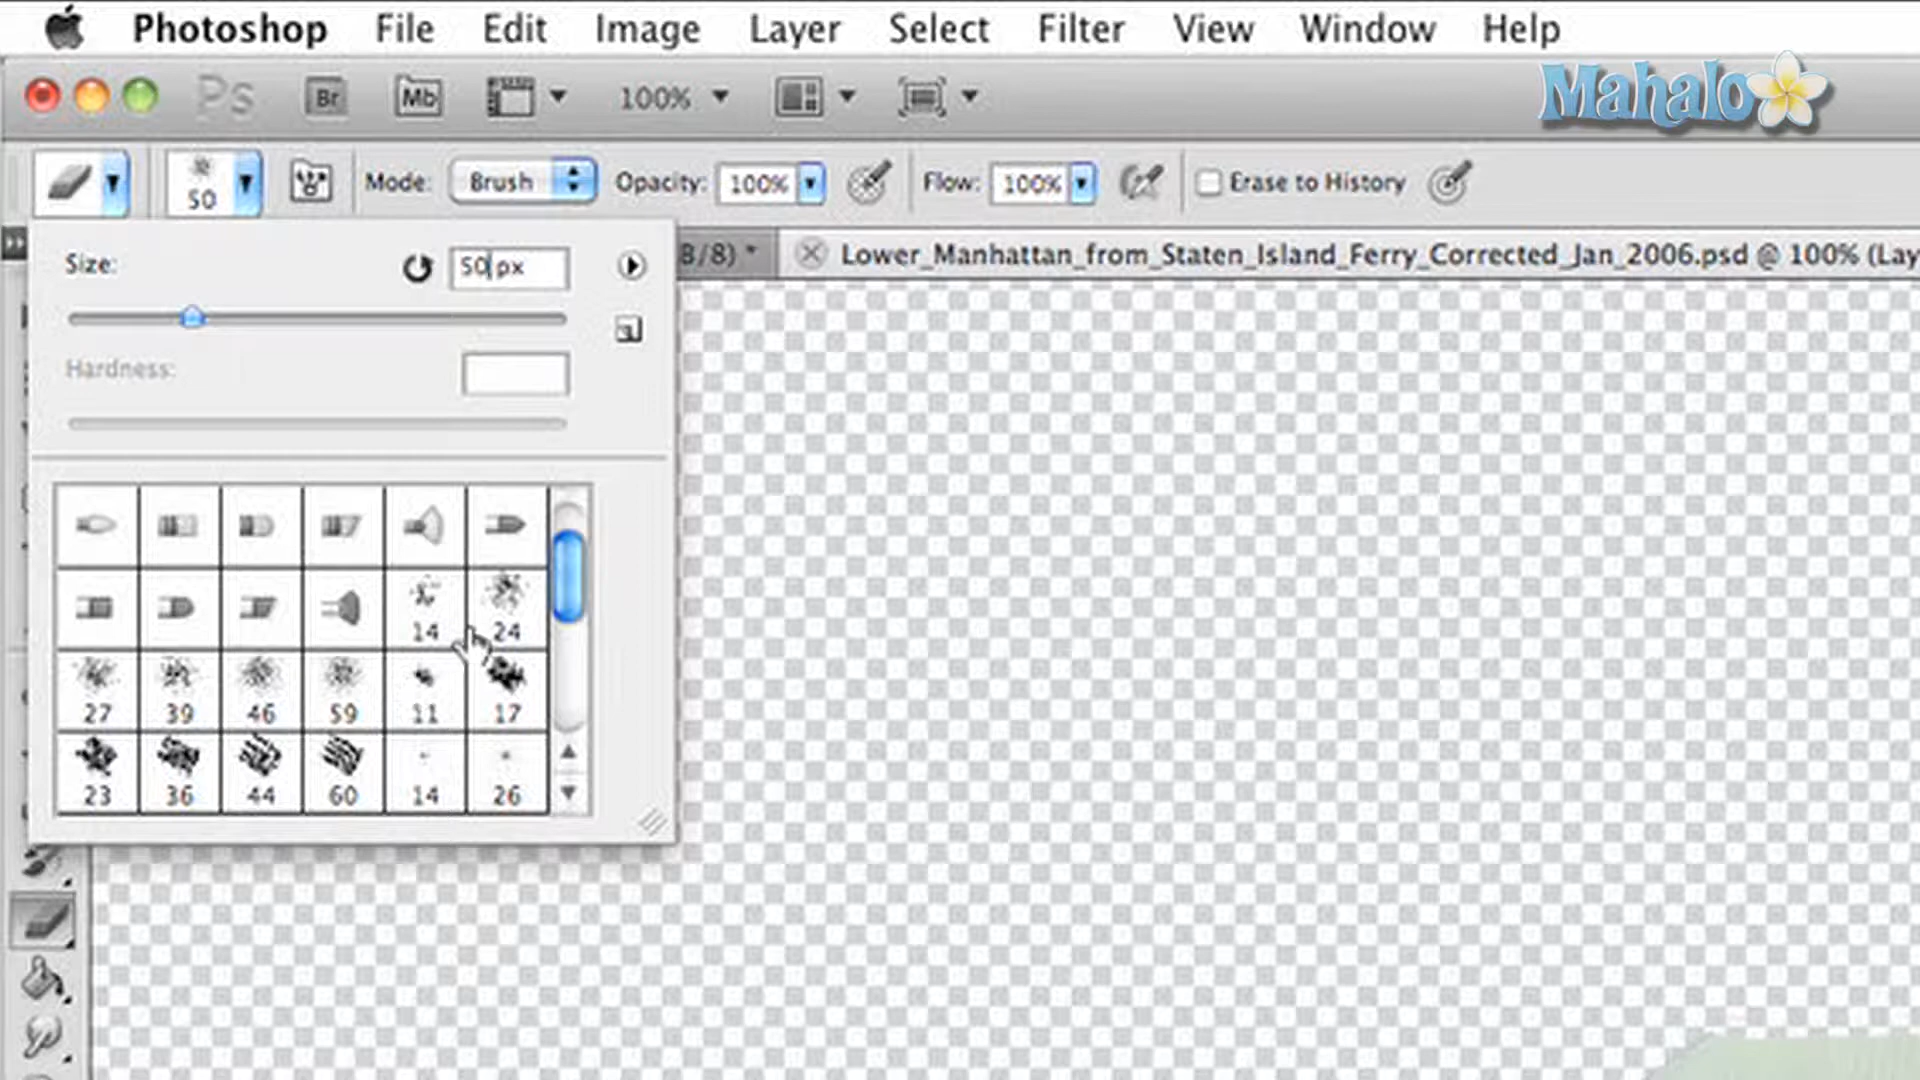 Photoshop File Edit Image Layer Select Filter View Window Help
Mahalo
Ps Br Mb 100%
50 Mode: Brush Opacity: 100% Flow: 100% Erase to History
Size: 50 px
8/8) * Lower_Manhattan_from_Staten_Island_Ferry_Corrected_Jan_2006.psd @ 100% (Lay
Hardness:
14 24
27 39 46 59 11 17
23 36 44 60 14 26